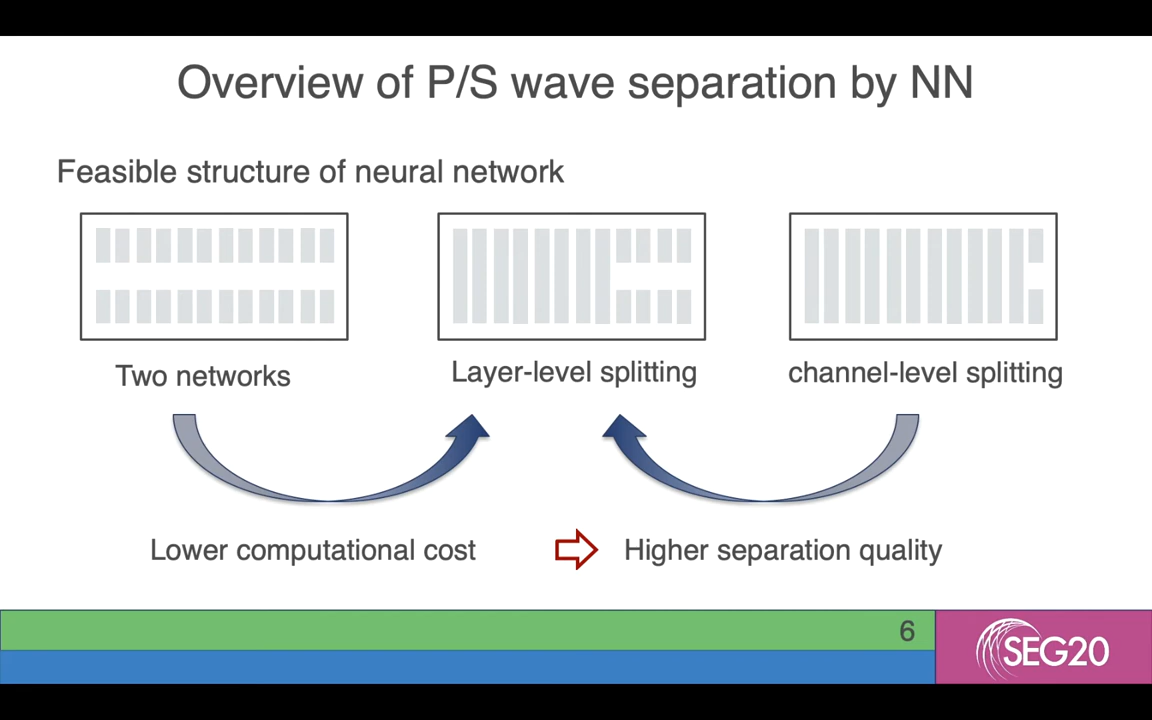 Overview of P/S wave separation by NN
Feasible structure of neural network
Two networks
Layer-level splitting
channel-level splitting
Lower computational cost
Higher separation quality
6
SEG20